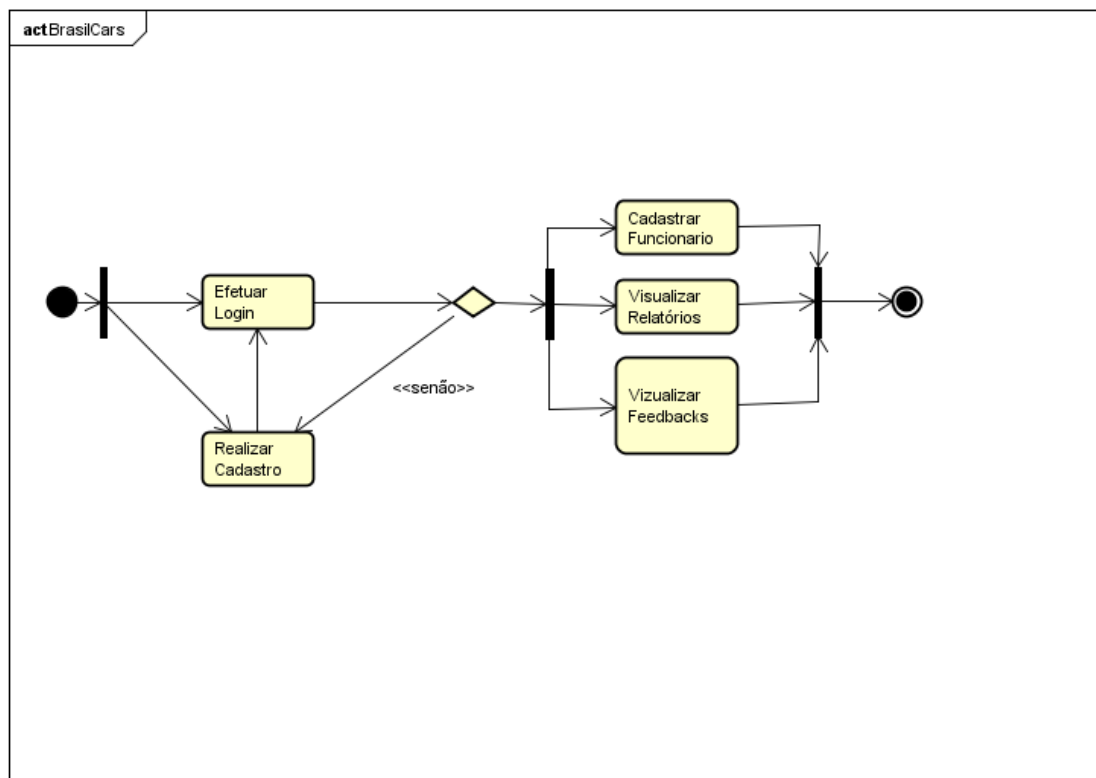 actBrasilCars
Cadastrar
Funcionario
Efetuar
Login
Visualizar
Relatórios
<<senão>>
Vizualizar
Feedbacks
Realizar
Cadastro